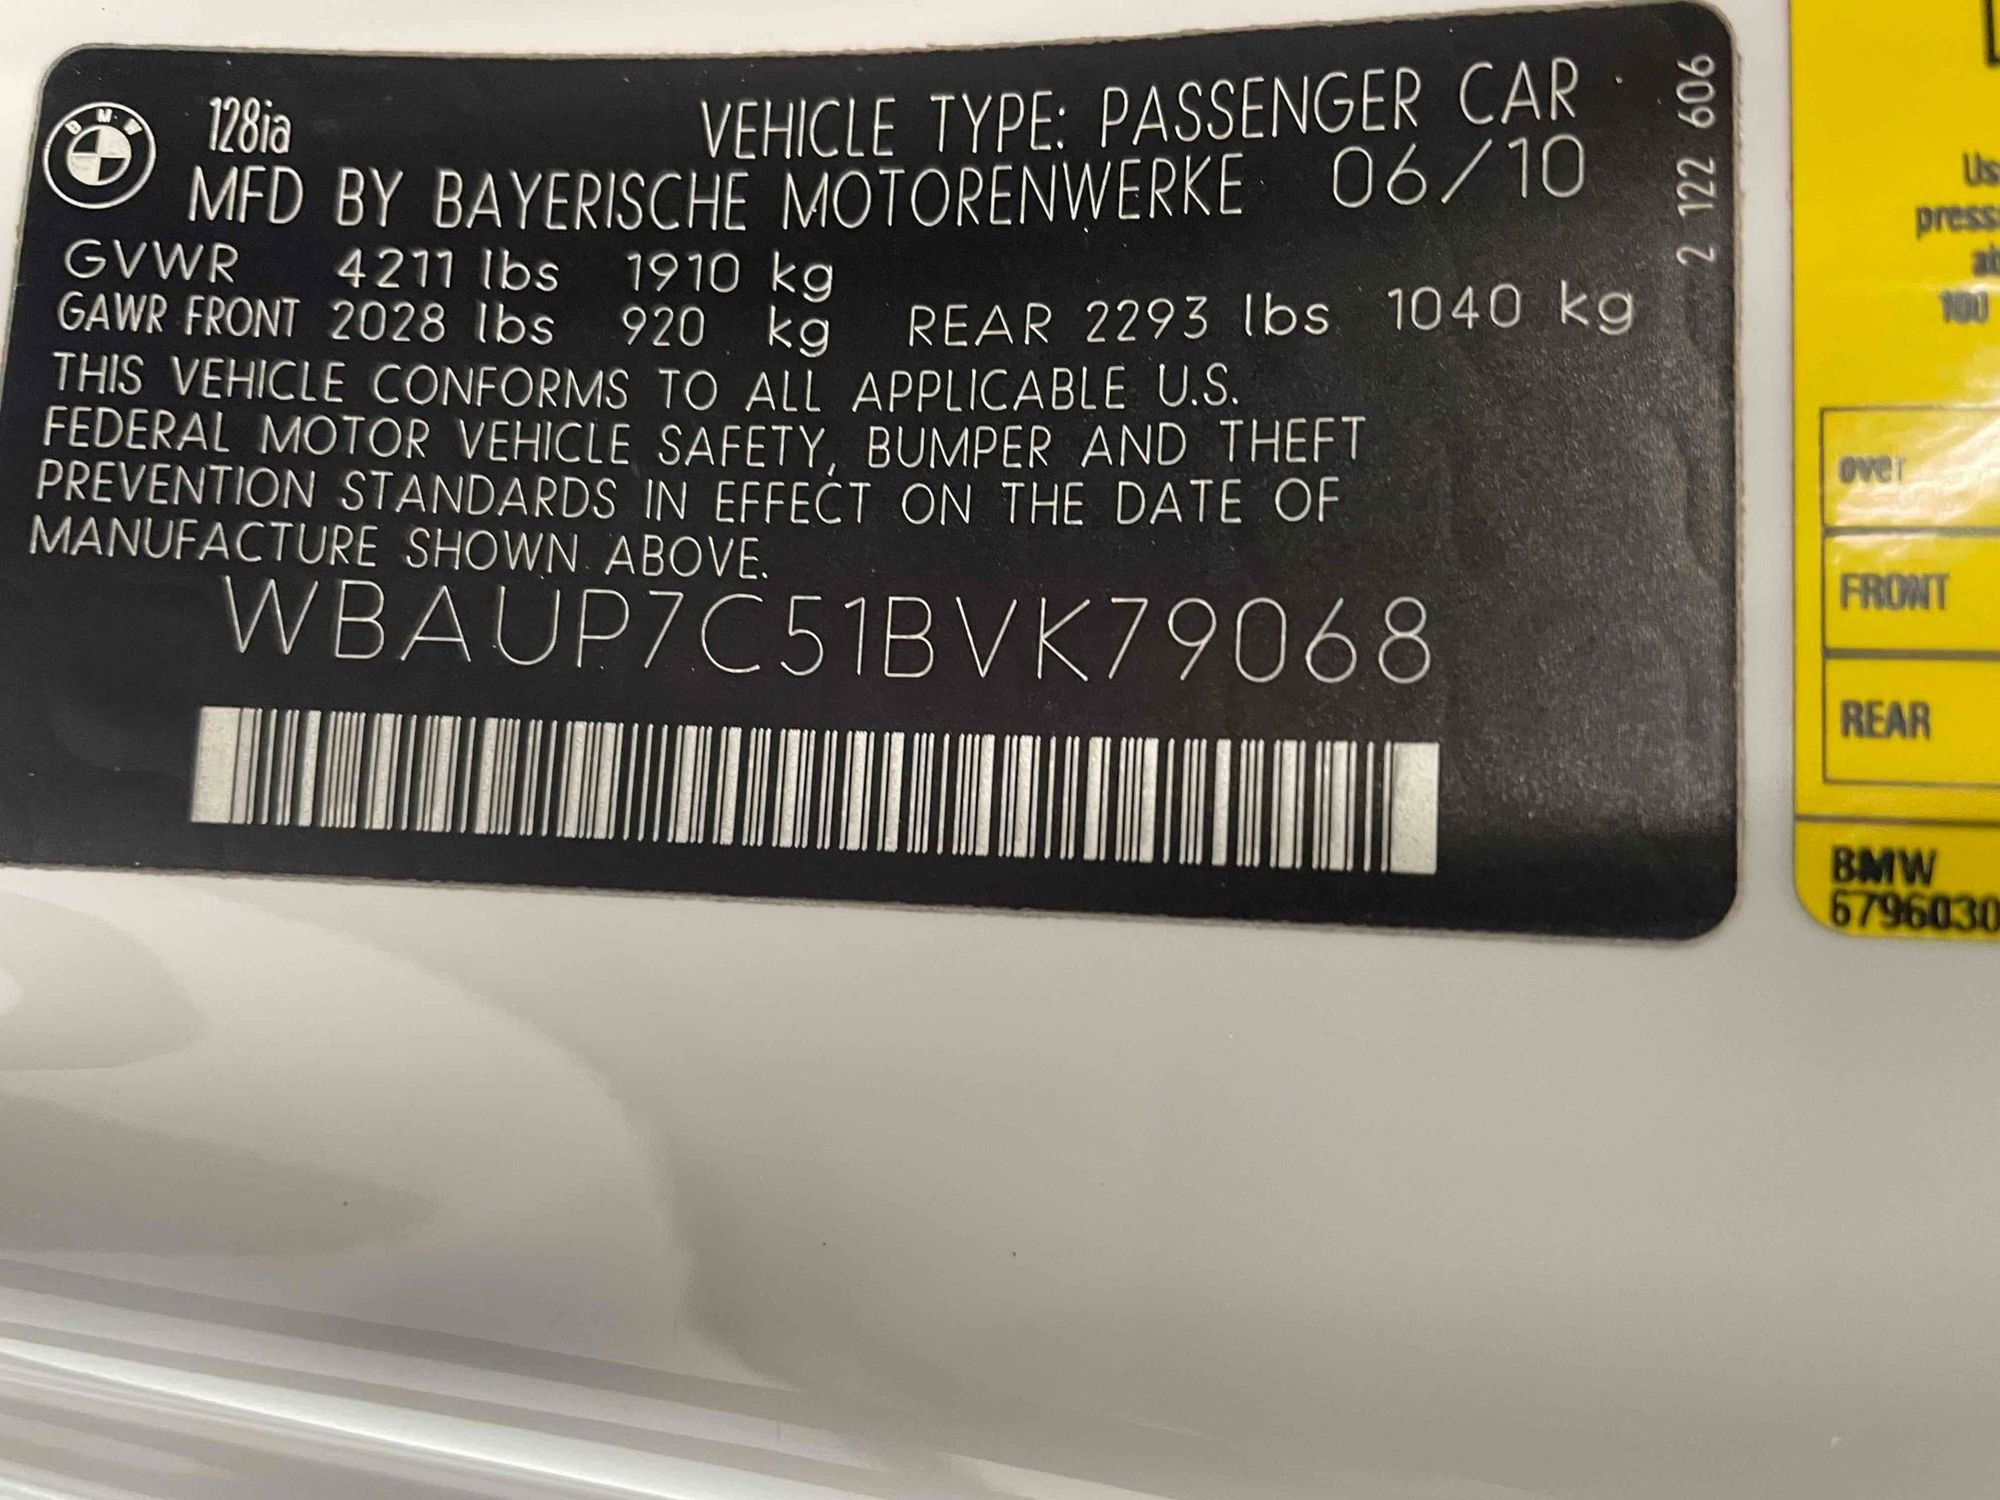 BMW
128ia
VEHICLE TYPE: PASSENGER CAR
MFD BY BAYERISCHE MOTORENWERKE 06/10
GVWR 4211 lbs 1910 kg
GAWR FRONT 2028 lbs 920 kg REAR 2293 lbs 1040 kg
THIS VEHICLE CONFORMS TO ALL APPLICABLE U.S.
FEDERAL MOTOR VEHICLE SAFETY, BUMPER AND THEFT
PREVENTION STANDARDS IN EFFECT ON THE DATE OF
MANUFACTURE SHOWN ABOVE.
WBAUP7C51BVK79068
2 122 606
100
over
FRONT
REAR
BMW
6796030